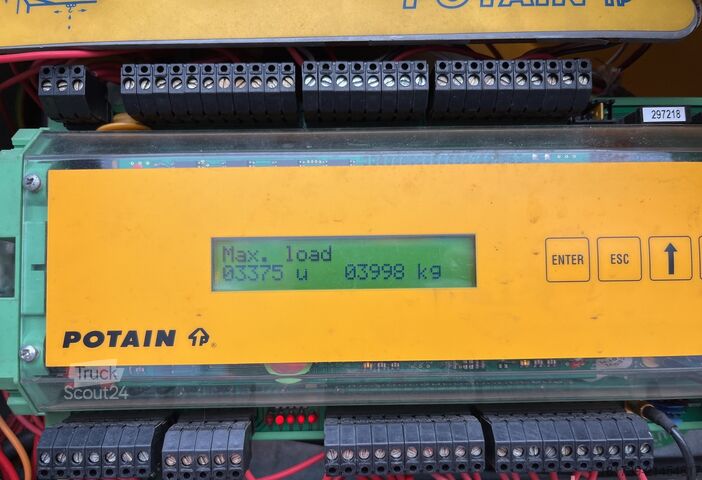 POTAIN
297218
Max. load
03375 u 03998 kg
ENTER ESC
POTAIN
Truck
Scout24